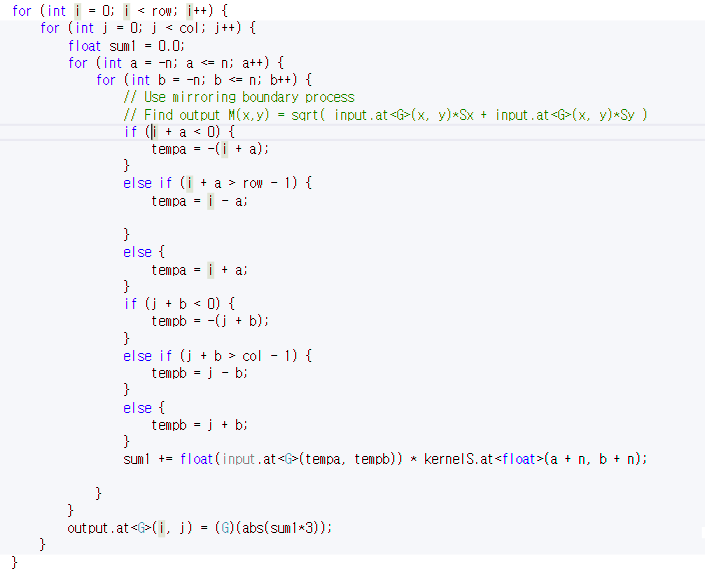 for (int i = 0; i < row; i++) {
for (int j = 0; j < col; j++) {
float sum1 = 0.0;
for (int a = -n; a <= n; a++) {
for (int b = -n; b <= n; b++) {
// Use mirroring boundary process
// Find output M(x,y) = sqrt( input.at<G>(x, y)*Sx + input.at<G>(x, y)*Sy )
if (i + a < 0) {
tempa = -(i + a);
}
else if (i + a > row - 1) {
tempa = i - a;
}
else {
tempa = i + a;
}
if (j + b < 0) {
tempb = -(j + b);
}
else if (j + b > col - 1) {
tempb = j - b;
}
else {
tempb = j + b;
}
sum1 += float(input.at<G>(tempa, tempb)) * kernelS.at<float>(a + n, b + n);
}
}
output.at<G>(i, j) = (G)(abs(sum1*3));
}
}